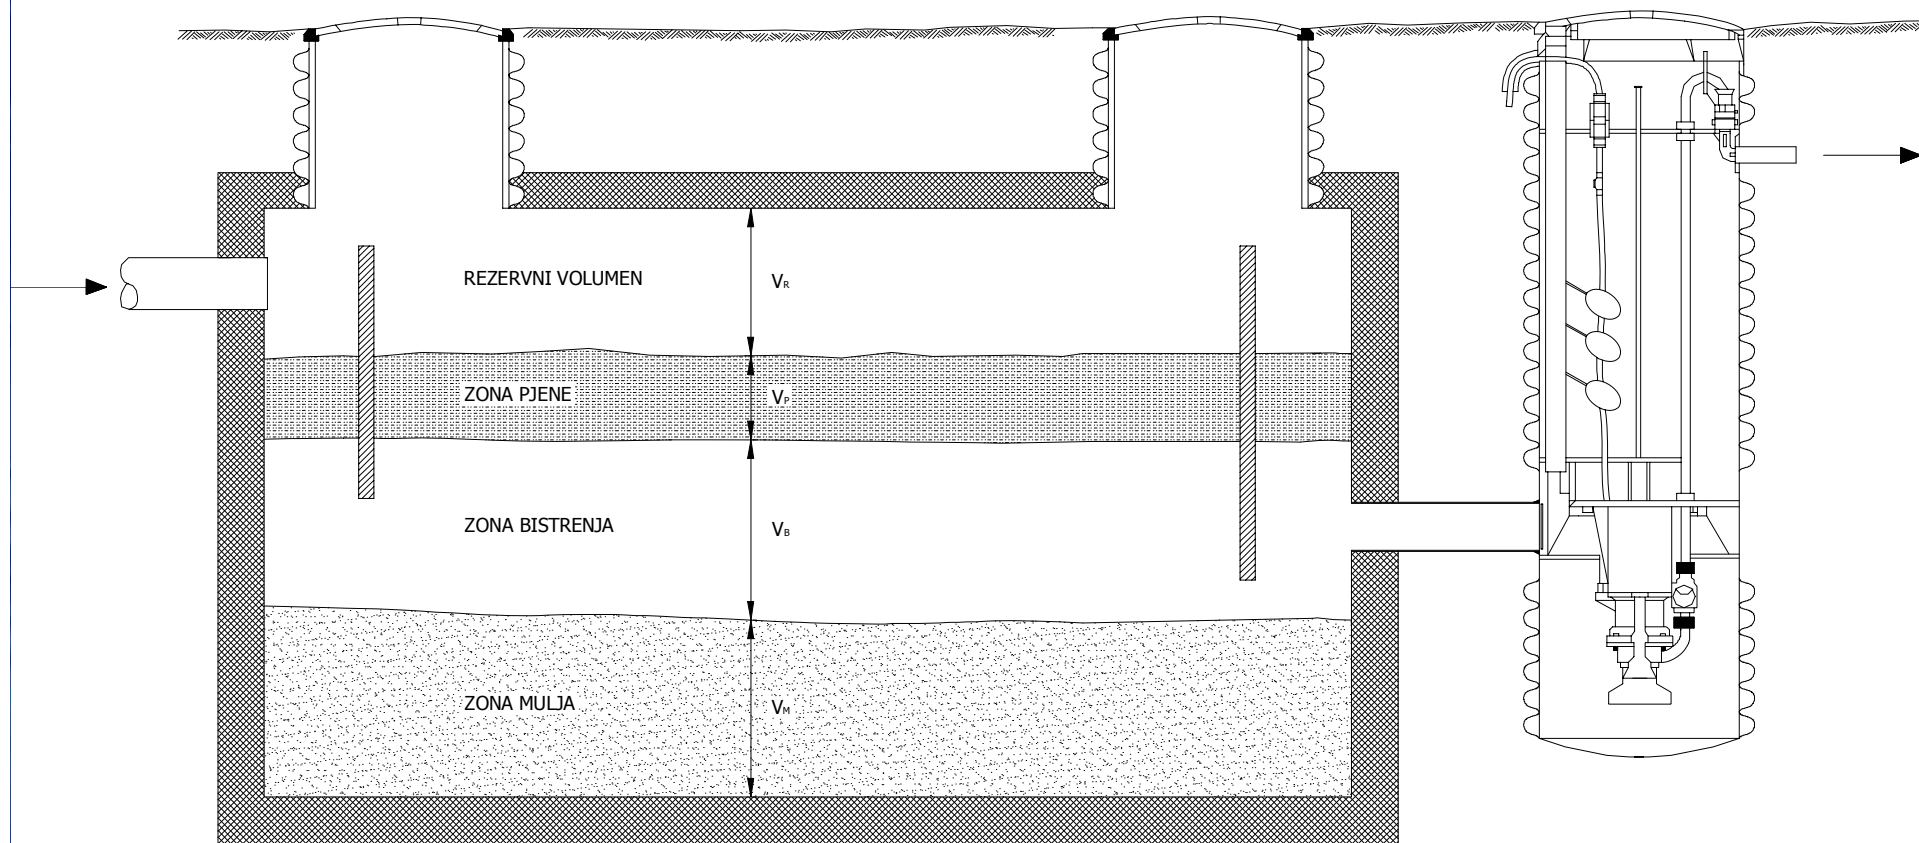 REZERVNI VOLUMEN VR
ZONA PJENE VP
ZONA BISTRENJA VB
ZONA MULJA VM